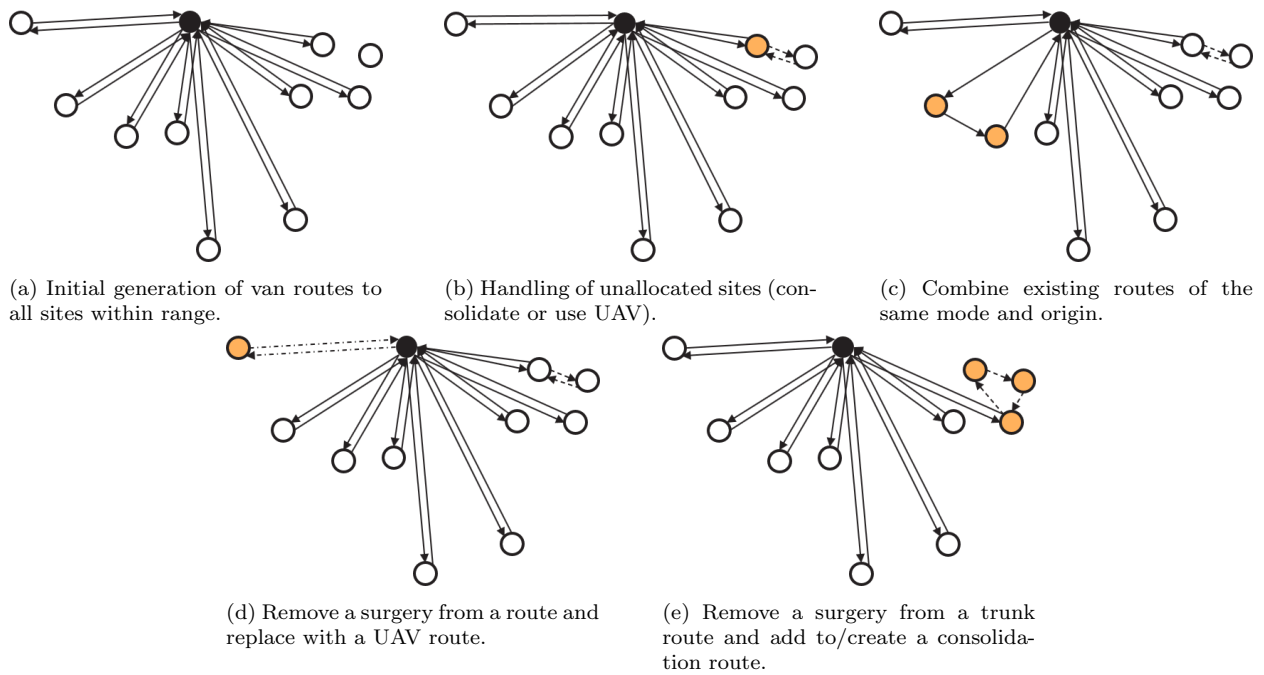 (a) Initial generation of van routes to
all sites within range.
(b) Handling of unallocated sites (con-
solidate or use UAV).
(c) Combine existing routes of the
same mode and origin.
(d) Remove a surgery from a route and
replace with a UAV route.
(e) Remove a surgery from a trunk
route and add to/create a consolida-
tion route.